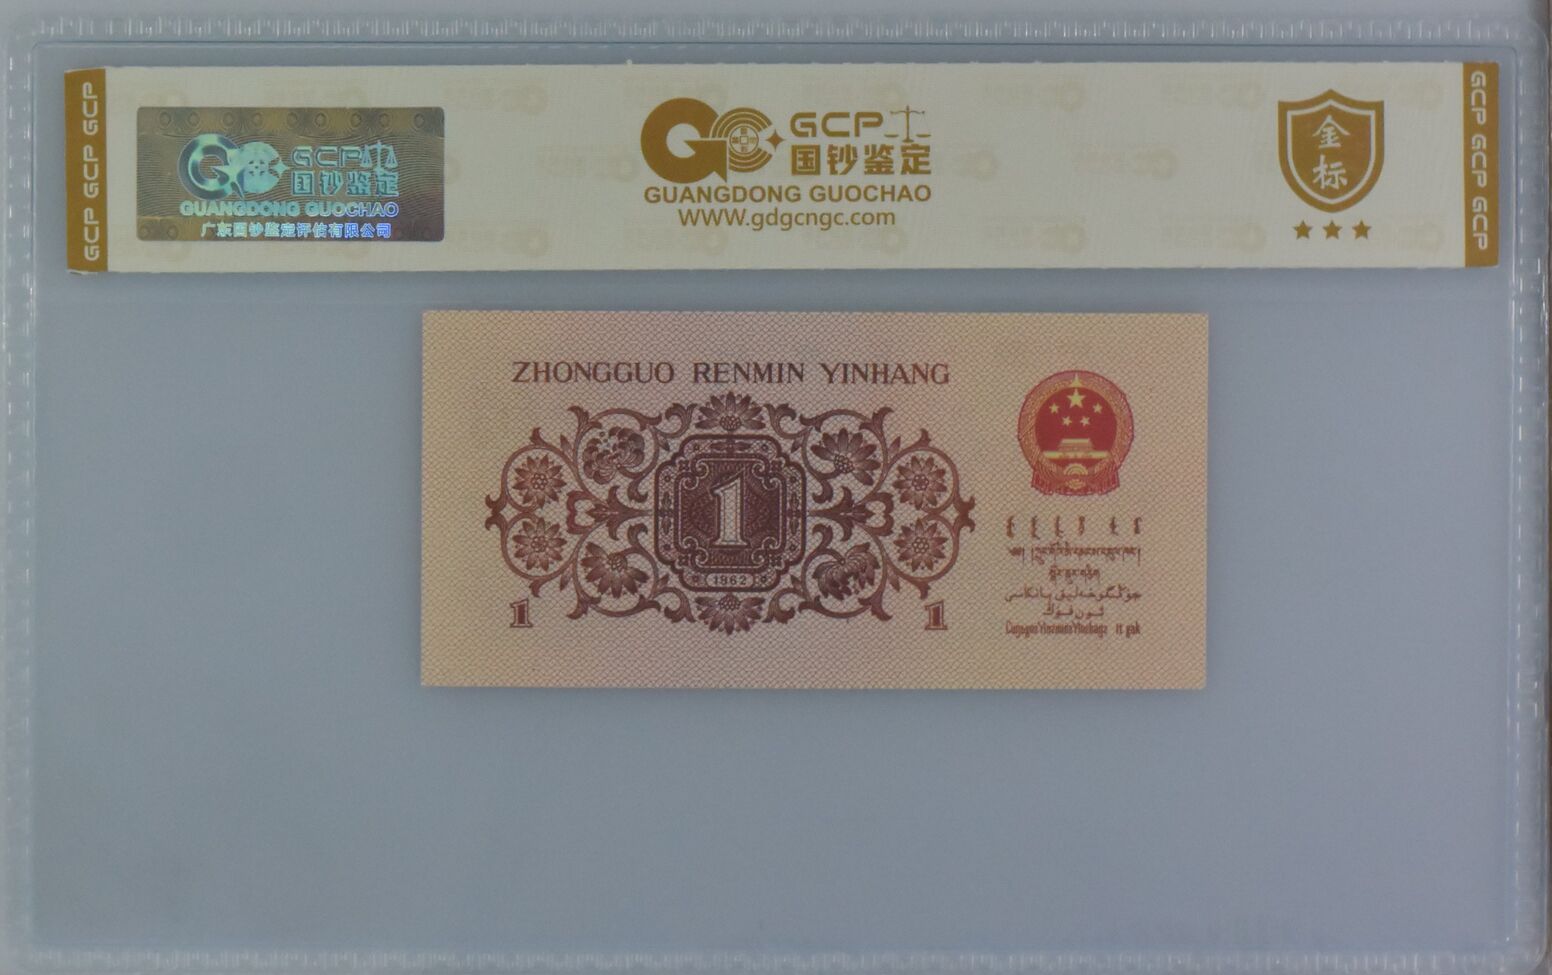 GCP GCP GCP
GCP
国钞鉴定
GUANGDONG GUOCHAO
广东国钞鉴定评估有限公司
GCP
国钞鉴定
GUANGDONG GUOCHAO
WWW.gdgcngc.com
金标
GCP GCP GCP
ZHONGGUO RENMIN YINHANG
1
1962
1
1
جۇڭگوخەلىق بانكاسى